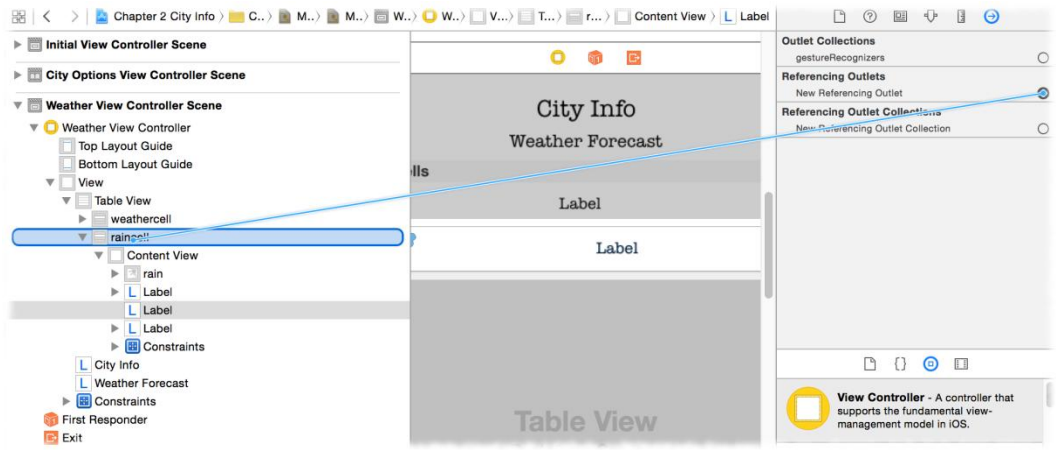 Chapter 2 City Info › C..› M..› M..› W..› W..› V...› T...› r... › Content View › L Label
Initial View Controller Scene
City Options View Controller Scene
Weather View Controller Scene
Weather View Controller
Top Layout Guide
Bottom Layout Guide
View
Table View
weathercell
raincell
Content View
rain
L Label
L Label
L Label
Constraints
L City Info
L Weather Forecast
Constraints
First Responder
Exit
City Info
Weather Forecast
lls
Label
Label
Table View
Outlet Collections
gestureRecognizers
Referencing Outlets
New Referencing Outlet
Referencing Outlet Collections
New Referencing Outlet Collection
{}
View Controller - A controller that
supports the fundamental view-
management model in iOS.